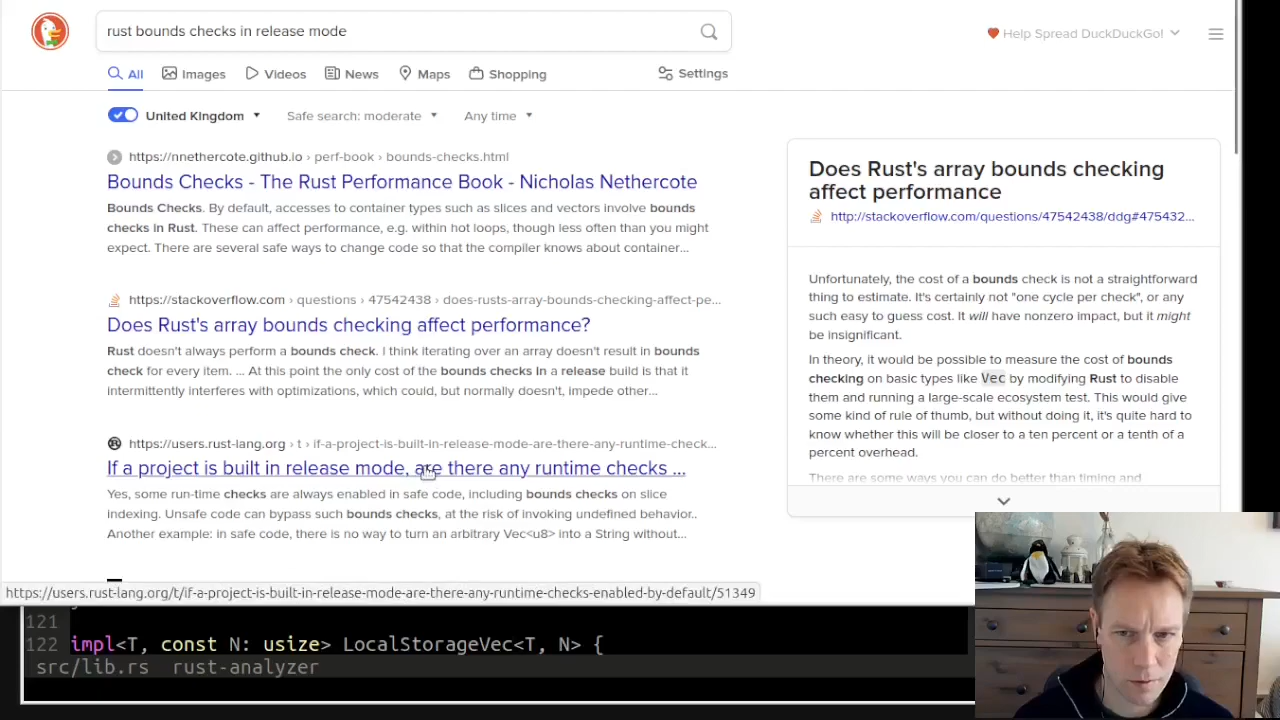 rust bounds checks in release mode
Help Spread DuckDuckGo!
All Images Videos News Maps Shopping Settings
United Kingdom Safe search: moderate Any time
https://nnethercote.github.io › perf-book › bounds-checks.html
Bounds Checks - The Rust Performance Book - Nicholas Nethercote
Bounds Checks. By default, accesses to container types such as slices and vectors involve bounds
checks in Rust. These can affect performance, e.g. within hot loops, though less often than you might
expect. There are several safe ways to change code so that the compiler knows about container...
https://stackoverflow.com › questions › 47542438 › does-rusts-array-bounds-checking-affect-pe...
Does Rust's array bounds checking affect performance?
Rust doesn't always perform a bounds check. I think iterating over an array doesn't result in bounds
check for every item. ... At this point the only cost of the bounds checks in a release build is that it
intermittently interferes with optimizations, which could, but normally doesn't, impede other...
https://users.rust-lang.org › t › if-a-project-is-built-in-release-mode-are-there-any-runtime-check...
If a project is built in release mode, are there any runtime checks ...
Yes, some run-time checks are always enabled in safe code, including bounds checks on slice
indexing. Unsafe code can bypass such bounds checks, at the risk of invoking undefined behavior..
Another example: in safe code, there is no way to turn an arbitrary Vec<u8> into a String without...
Does Rust's array bounds checking
affect performance
http://stackoverflow.com/questions/47542438/ddg#475432...
Unfortunately, the cost of a bounds check is not a straightforward
thing to estimate. It's certainly not "one cycle per check", or any
such easy to guess cost. It will have nonzero impact, but it might
be insignificant.
In theory, it would be possible to measure the cost of bounds
checking on basic types like Vec by modifying Rust to disable
them and running a large-scale ecosystem test. This would give
some kind of rule of thumb, but without doing it, it's quite hard to
know whether this will be closer to a ten percent or a tenth of a
percent overhead.
There are some ways you can do better than timing and
https://users.rust-lang.org/t/if-a-project-is-built-in-release-mode-are-there-any-runtime-checks-enabled-by-default/51349
121
122 impl<T, const N: usize> LocalStorageVec<T, N> {
src/lib.rs rust-analyzer